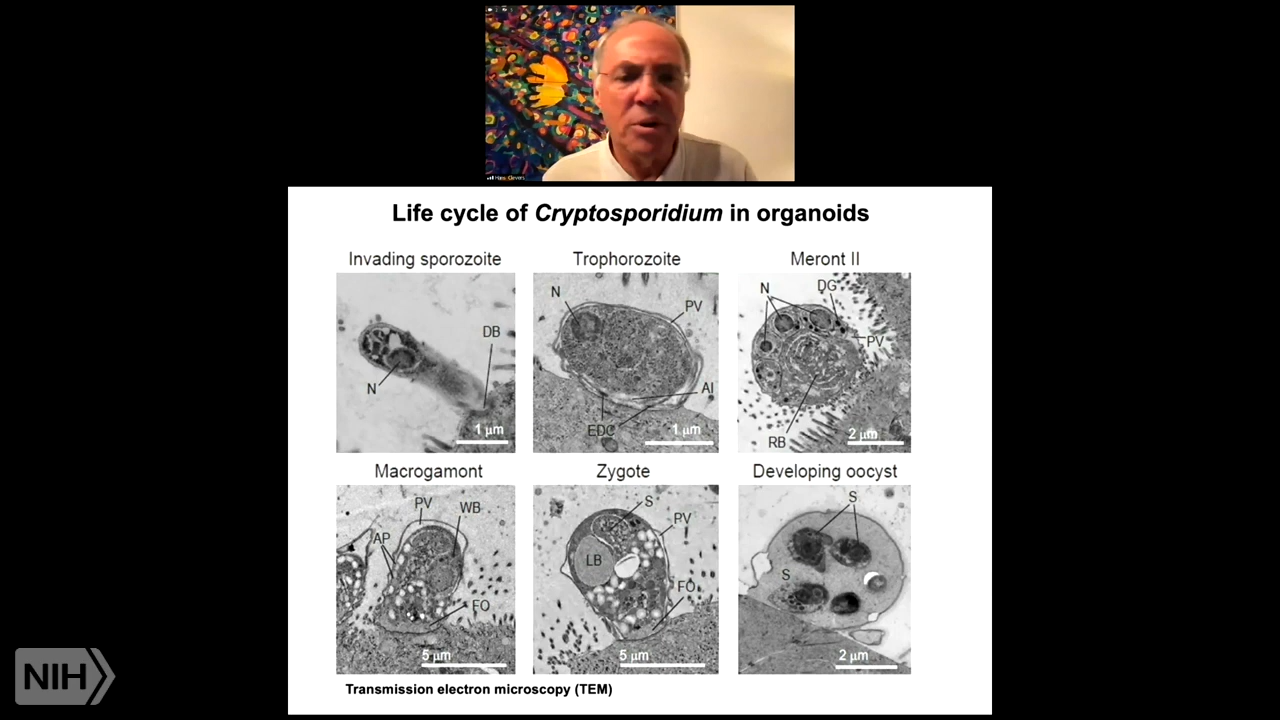 Hans Clevers
Life cycle of Cryptosporidium in organoids
Invading sporozoite
Trophorozoite
Meront II
N
DB
1 µm
N
PV
AI
EDC
1 µm
N
DG
PV
RB
2 µm
Macrogamont
Zygote
Developing oocyst
PV
WB
AP
FO
5 µm
S
PV
LB
FO
5 µm
S
S
2 µm
Transmission electron microscopy (TEM)
NIH